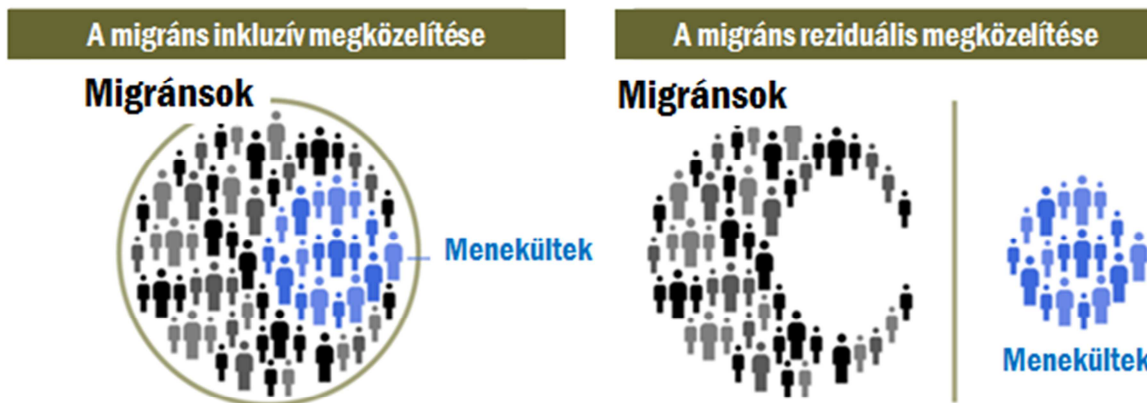 A migráns inkluzív megközelítése
Migránsok
Menekültek
A migráns reziduális megközelítése
Migránsok
Menekültek